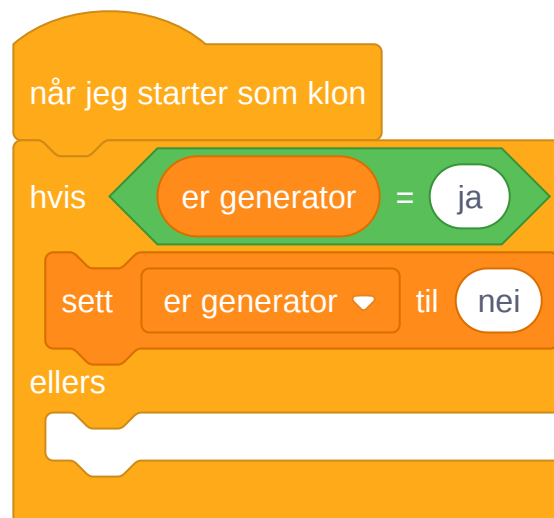 når jeg starter som klon
hvis er generator = ja
sett er generator til nei
ellers